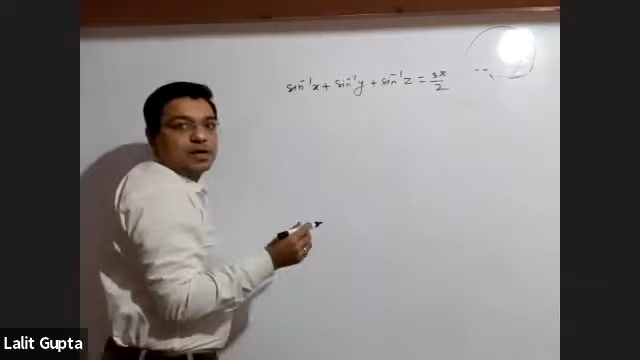 sin⁻¹x + sin⁻¹y + sin⁻¹z = 3π/2
Lalit Gupta